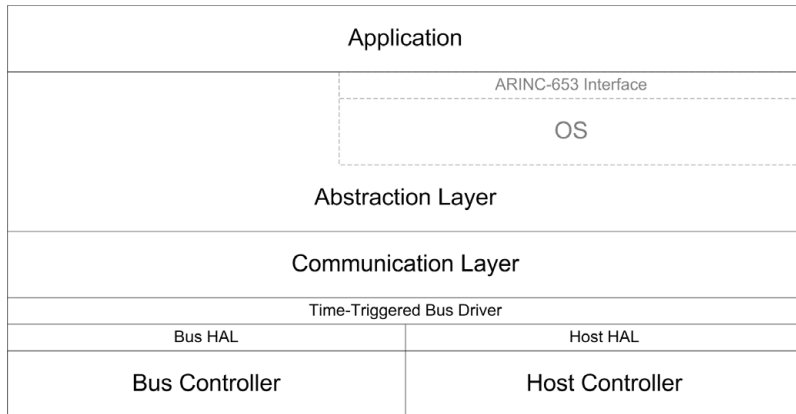 Application
ARINC-653 Interface
OS
Abstraction Layer
Communication Layer
Time-Triggered Bus Driver
Bus HAL
Host HAL
Bus Controller
Host Controller